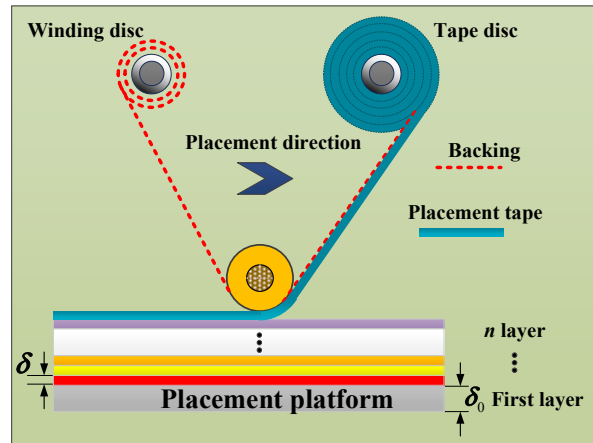 Winding disc
Tape disc
Placement direction
Backing
Placement tape
n layer
δ
Placement platform
δ0 First layer